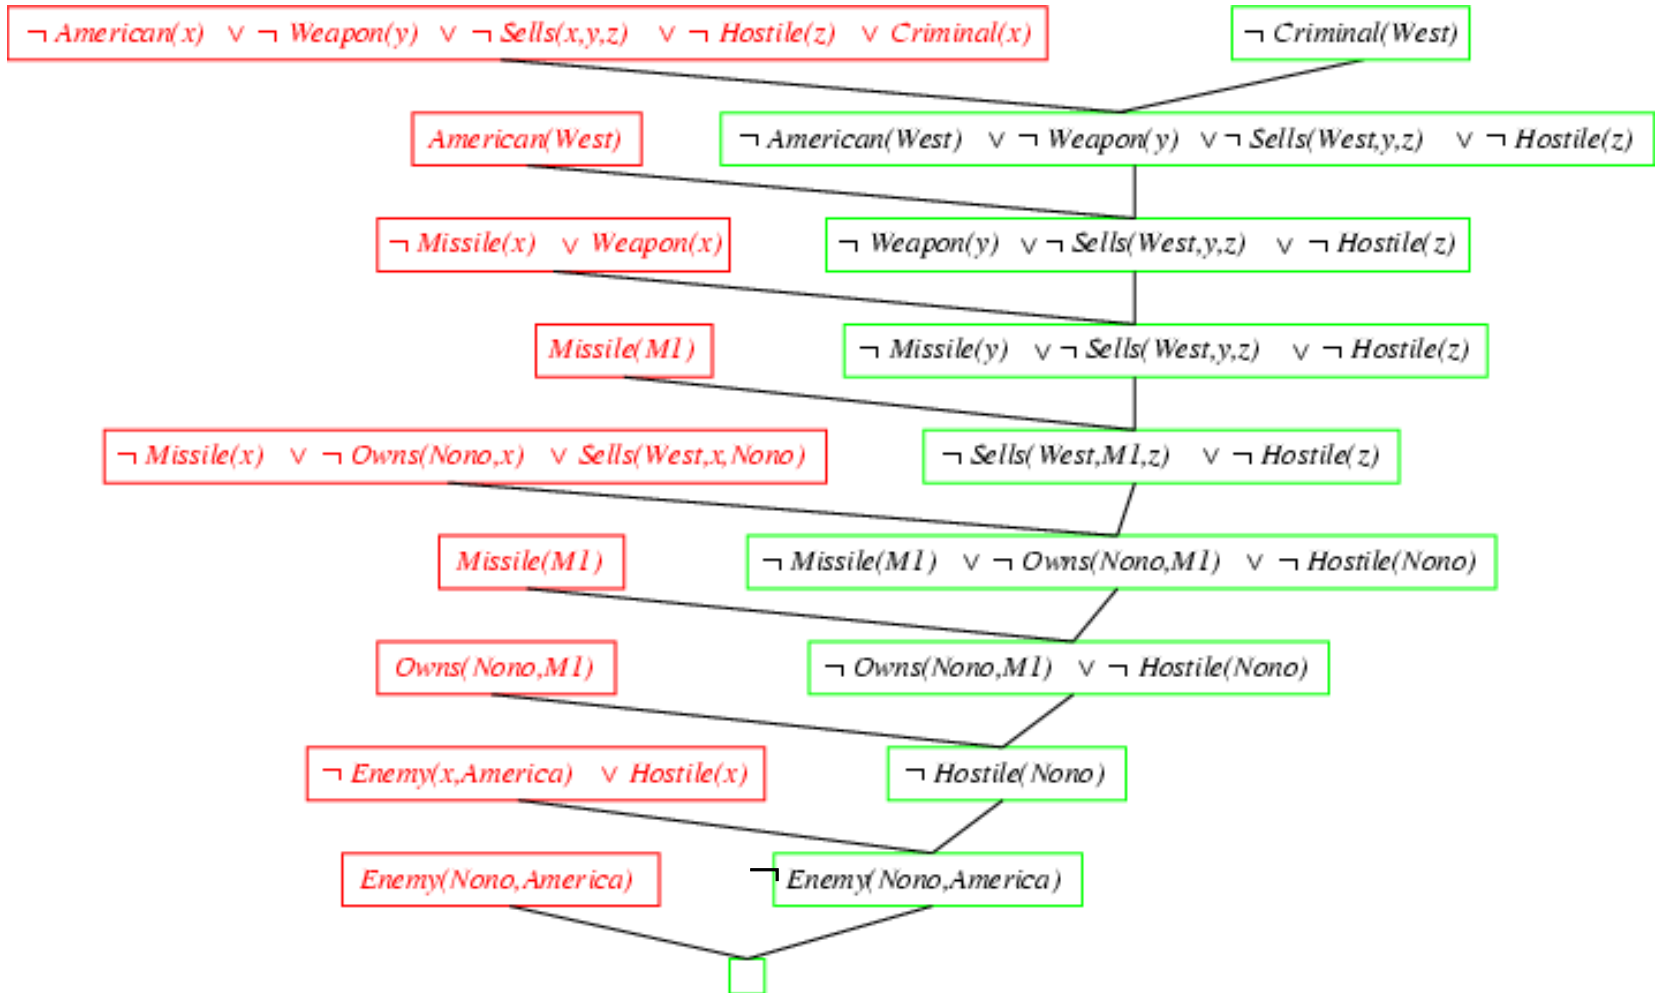 ¬ American(x) ∨ ¬ Weapon(y) ∨ ¬ Sells(x,y,z) ∨ ¬ Hostile(z) ∨ Criminal(x)
¬ Criminal(West)
American(West)
¬ American(West) ∨ ¬ Weapon(y) ∨ ¬ Sells(West,y,z) ∨ ¬ Hostile(z)
¬ Missile(x) ∨ Weapon(x)
¬ Weapon(y) ∨ ¬ Sells(West,y,z) ∨ ¬ Hostile(z)
Missile(M1)
¬ Missile(y) ∨ ¬ Sells(West,y,z) ∨ ¬ Hostile(z)
¬ Missile(x) ∨ ¬ Owns(Nono,x) ∨ Sells(West,x,Nono)
¬ Sells(West,M1,z) ∨ ¬ Hostile(z)
Missile(M1)
¬ Missile(M1) ∨ ¬ Owns(Nono,M1) ∨ ¬ Hostile(Nono)
Owns(Nono,M1)
¬ Owns(Nono,M1) ∨ ¬ Hostile(Nono)
¬ Enemy(x,America) ∨ Hostile(x)
¬ Hostile(Nono)
Enemy(Nono,America)
¬ Enemy(Nono,America)